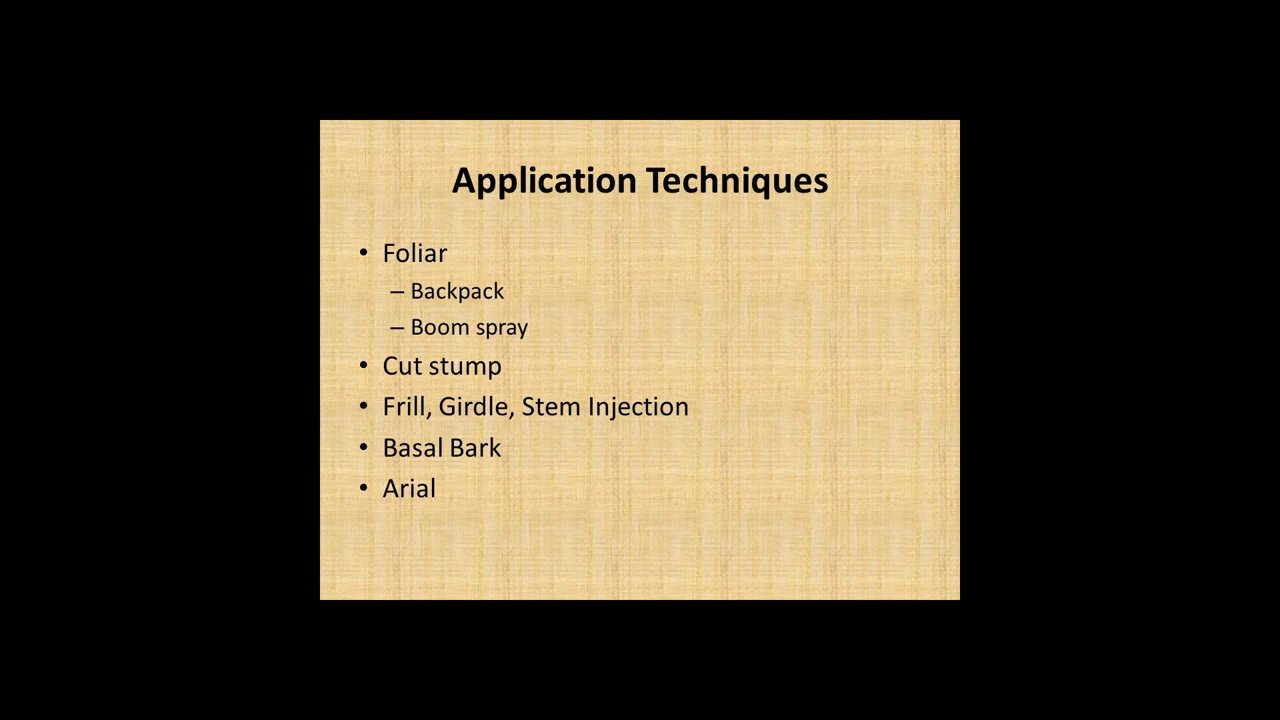 Application Techniques
• Foliar
– Backpack
– Boom spray
• Cut stump
• Frill, Girdle, Stem Injection
• Basal Bark
• Arial